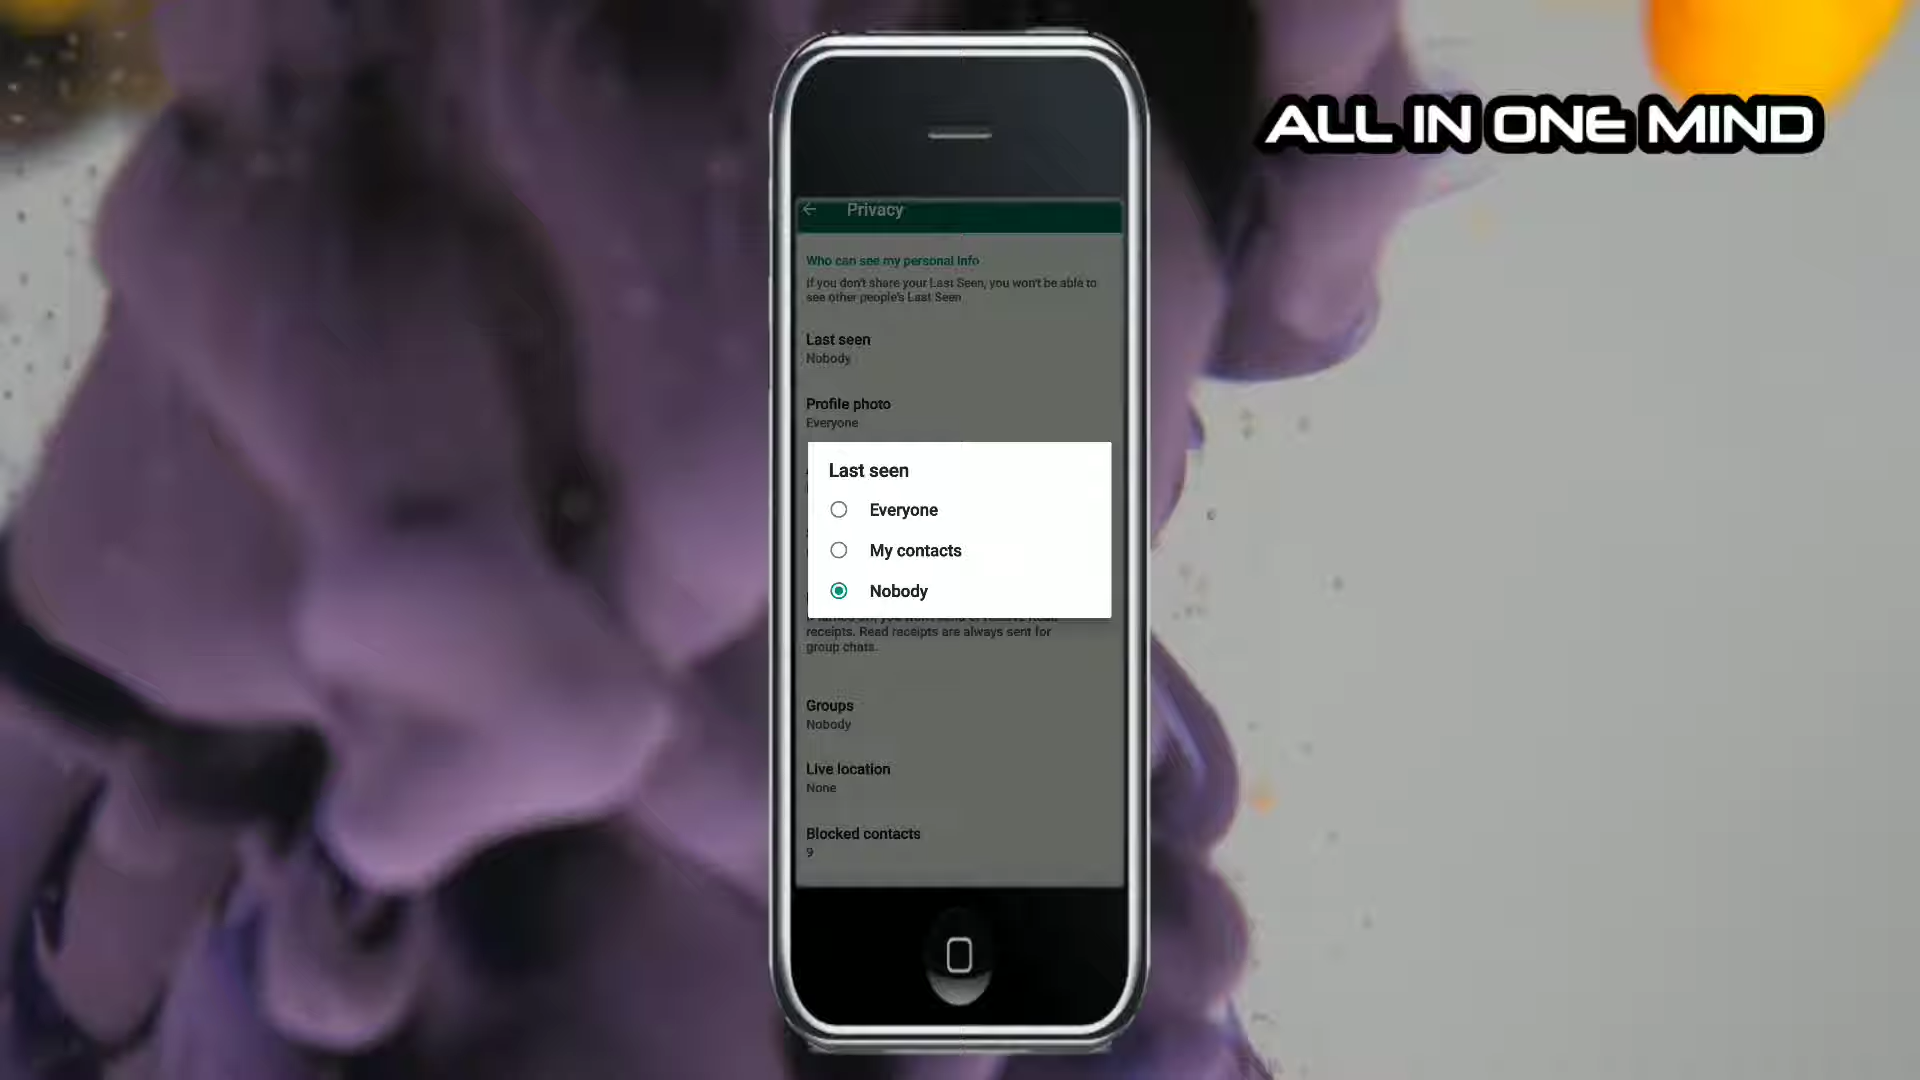 ALL IN ONE MIND
Privacy
Who can see my personal info
If you don't share your Last Seen, you won't be able to
see other people's Last Seen
Last seen
Nobody
Profile photo
Everyone
Last seen
Everyone
My contacts
Nobody
receipts. Read receipts are always sent for
group chats.
Groups
Nobody
Live location
None
Blocked contacts
9